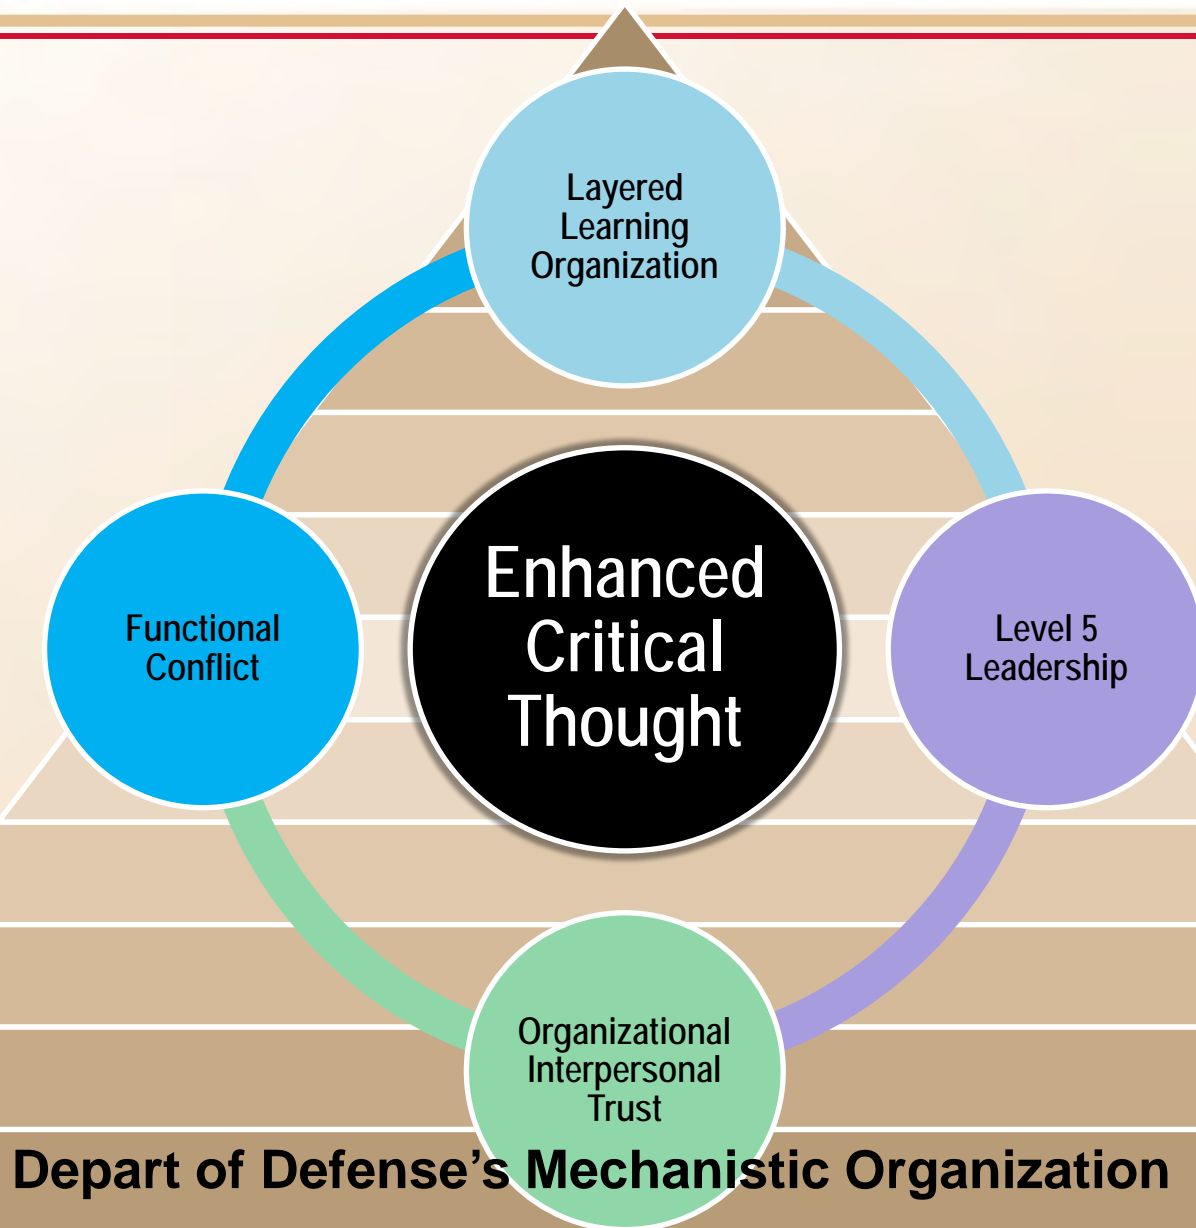 Layered
Learning
Organization
Functional
Conflict
Enhanced
Critical
Thought
Level 5
Leadership
Organizational
Interpersonal
Trust
Depart of Defense’s Mechanistic Organization